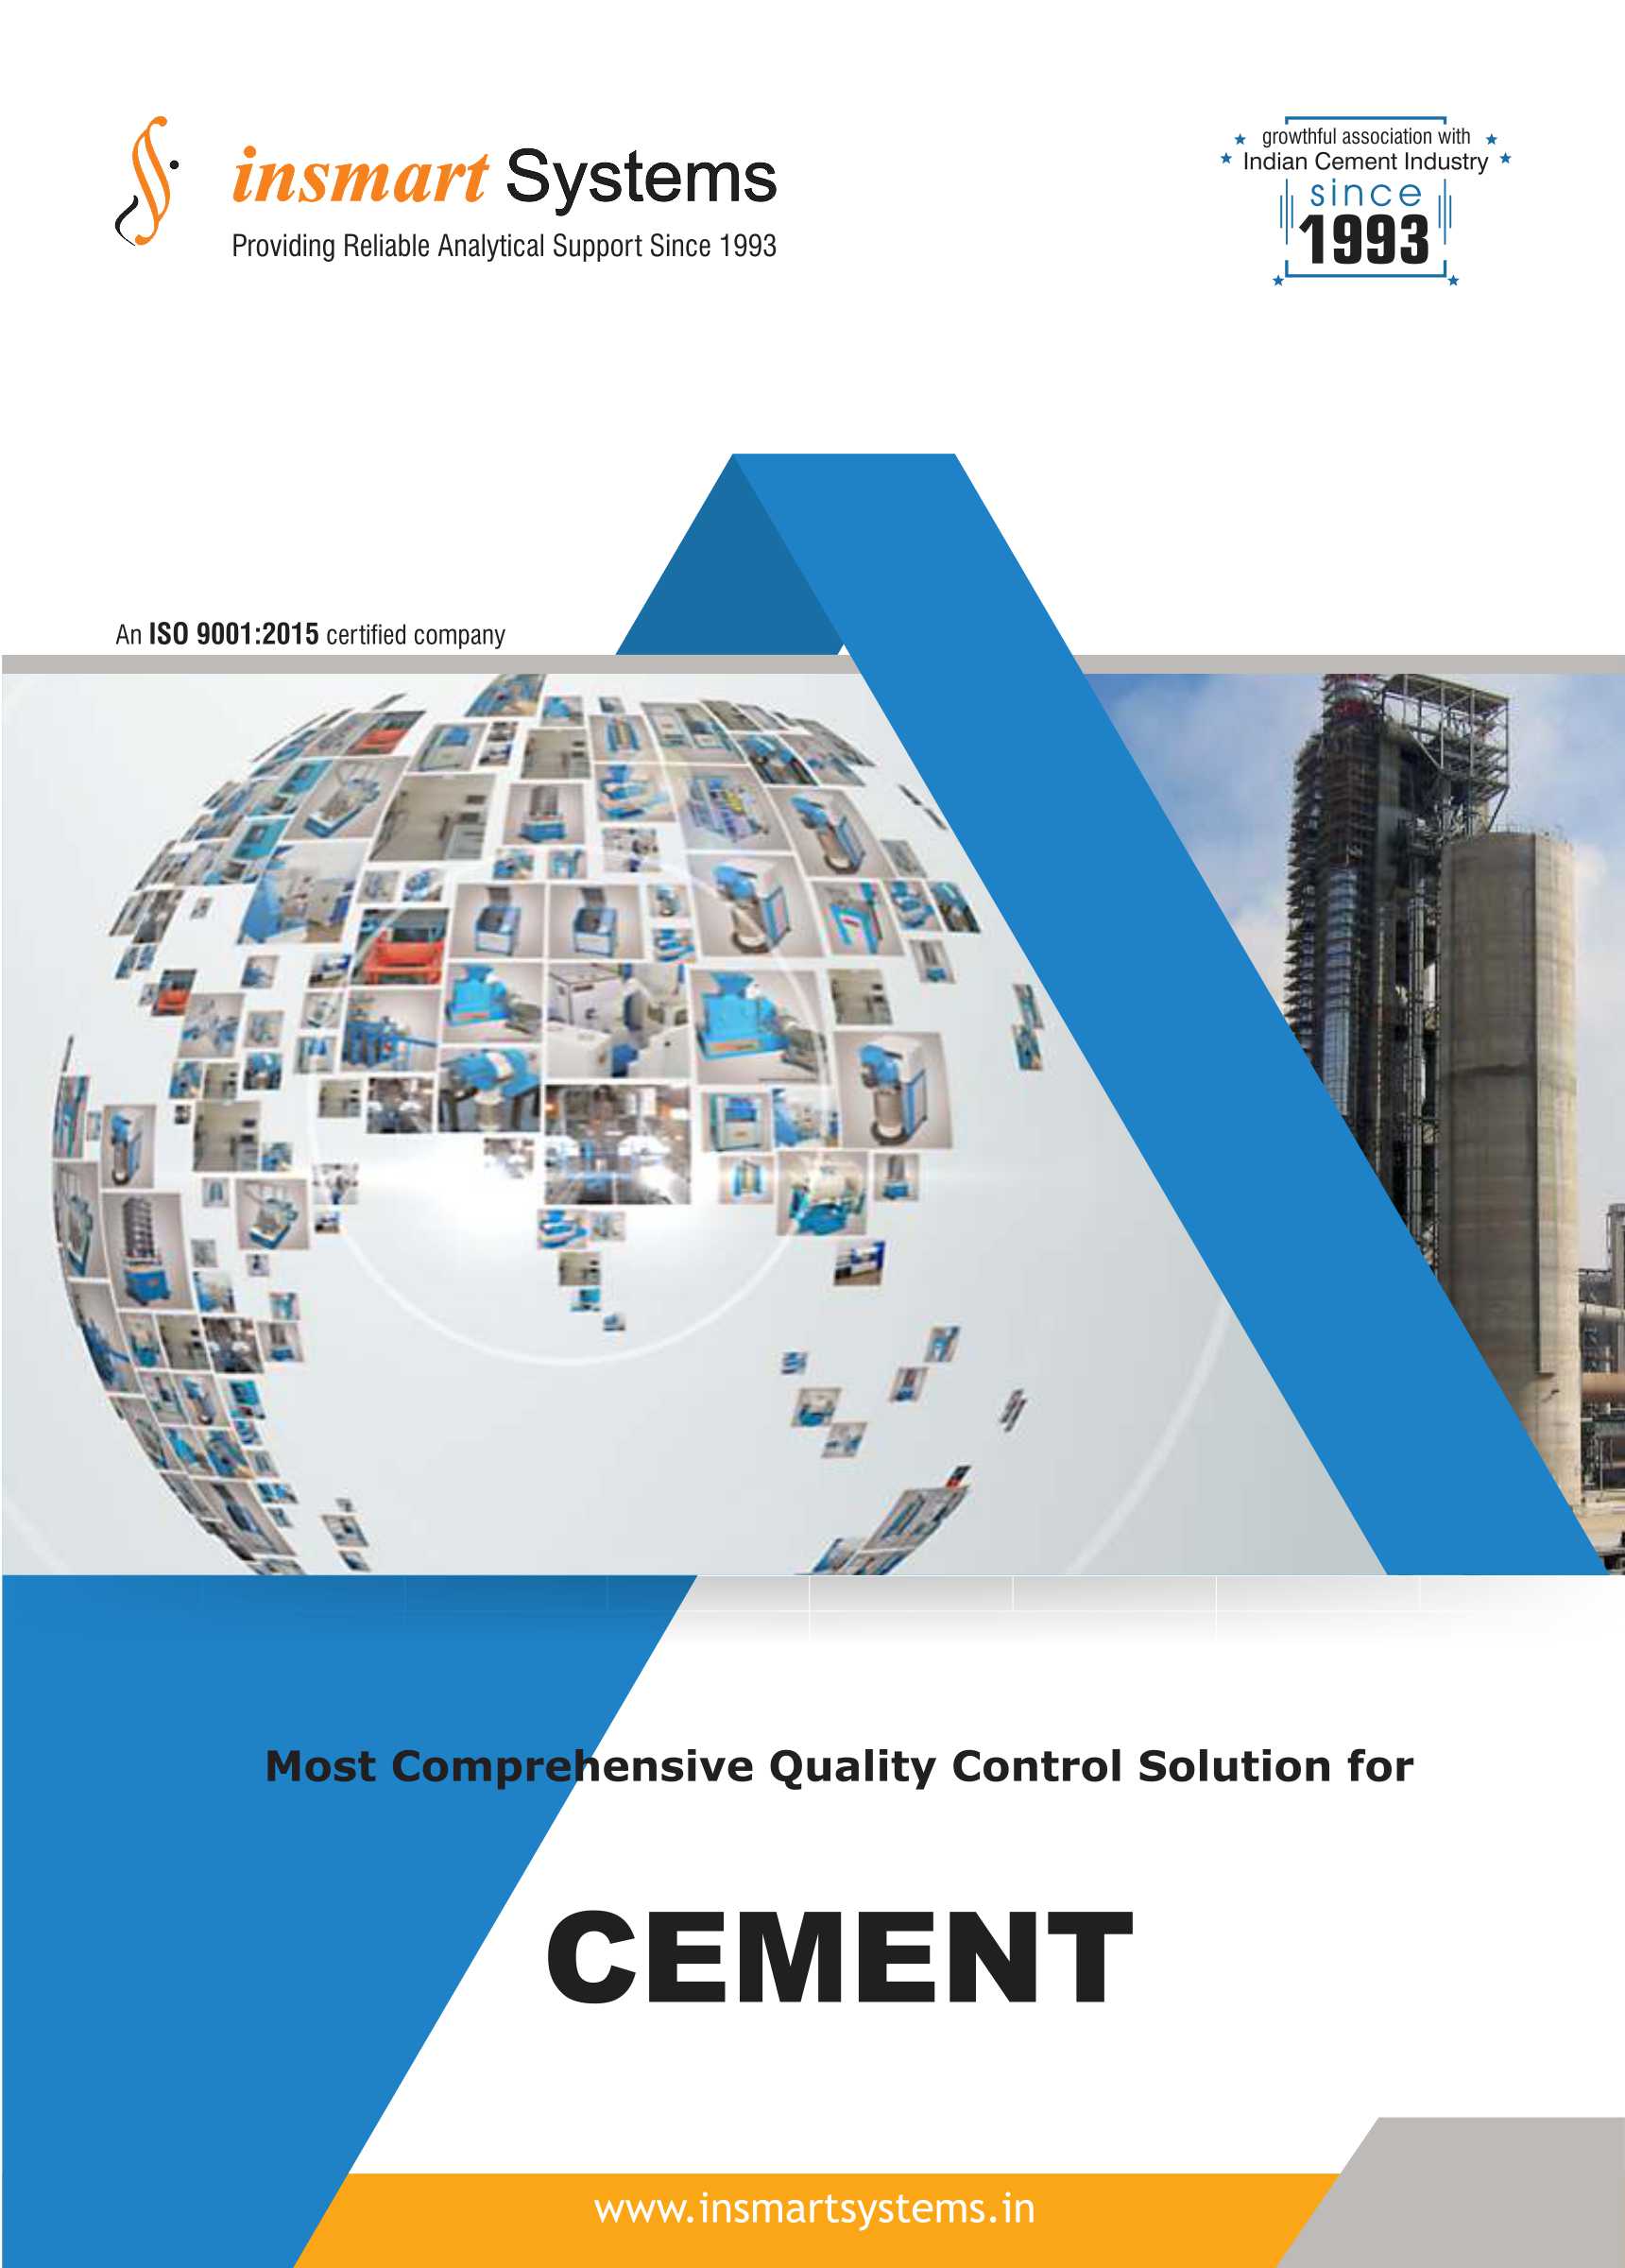 insmart Systems
Providing Reliable Analytical Support Since 1993
growthful association with
Indian Cement Industry
since
1993
An ISO 9001:2015 certified company
Most Comprehensive Quality Control Solution for
CEMENT
www.insmartsystems.in